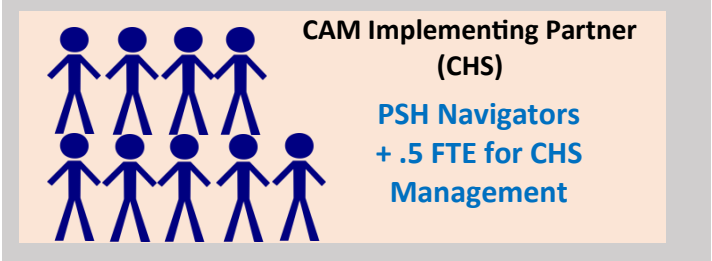 CAM Implementing Partner
(CHS)
PSH Navigators
+ .5 FTE for CHS
Management